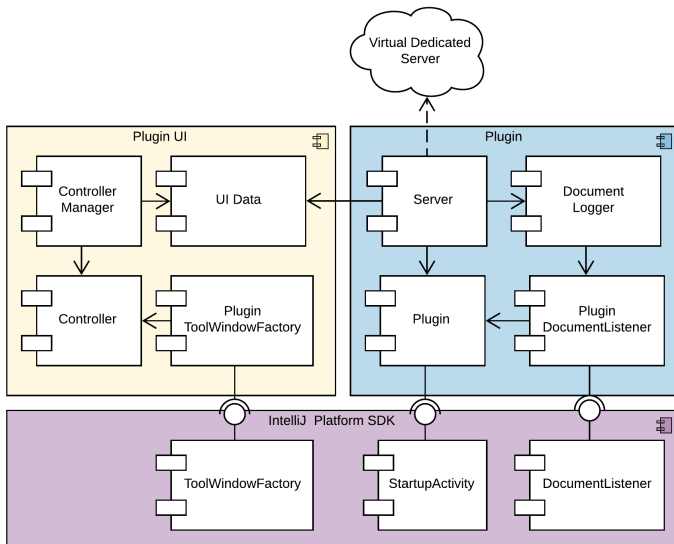 Virtual Dedicated
Server
Plugin UI
Plugin
Controller
Manager
UI Data
Server
Document
Logger
Controller
Plugin
ToolWindowFactory
Plugin
Plugin
DocumentListener
IntelliJ Platform SDK
ToolWindowFactory
StartupActivity
DocumentListener